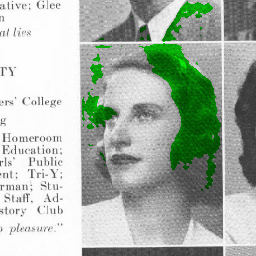 ative; Glee
n
at lies
TY
ers' College
g
Homeroom
Education;
rls' Public
ent; Tri-Y;
rman; Stu-
Staff, Ad-
story Club
o pleasure."